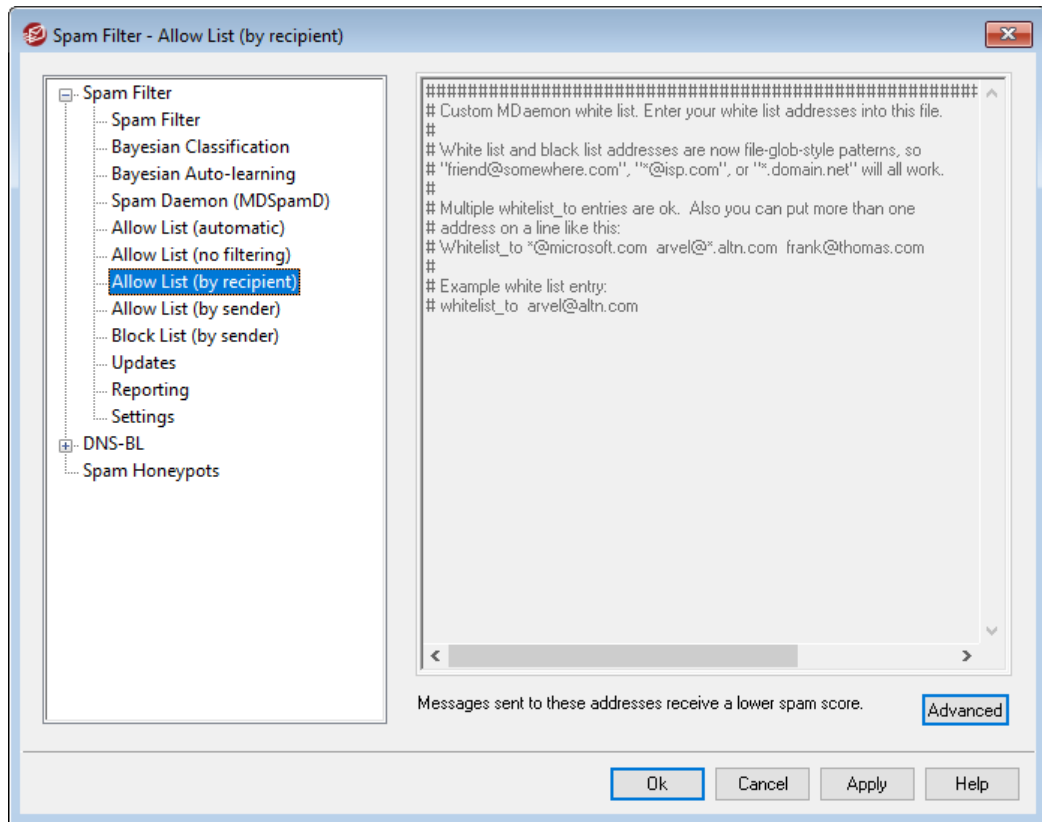 Spam Filter - Allow List (by recipient)
Spam Filter
Spam Filter
Bayesian Classification
Bayesian Auto-learning
Spam Daemon (MDSpamD)
Allow List (automatic)
Allow List (no filtering)
Allow List (by recipient)
Allow List (by sender)
Block List (by sender)
Updates
Reporting
Settings
DNS-BL
Spam Honeypots
######################################################
# Custom MDaemon white list. Enter your white list addresses into this file.
#
# White list and black list addresses are now file-glob-style patterns, so
# "friend@somewhere.com", "*@isp.com", or "*.domain.net" will all work.
#
# Multiple whitelist_to entries are ok.  Also you can put more than one
# address on a line like this:
# Whitelist_to *@microsoft.com  arvel@*.altn.com  frank@thomas.com
#
# Example white list entry:
# whitelist_to  arvel@altn.com
Messages sent to these addresses receive a lower spam score.
Advanced
Ok
Cancel
Apply
Help